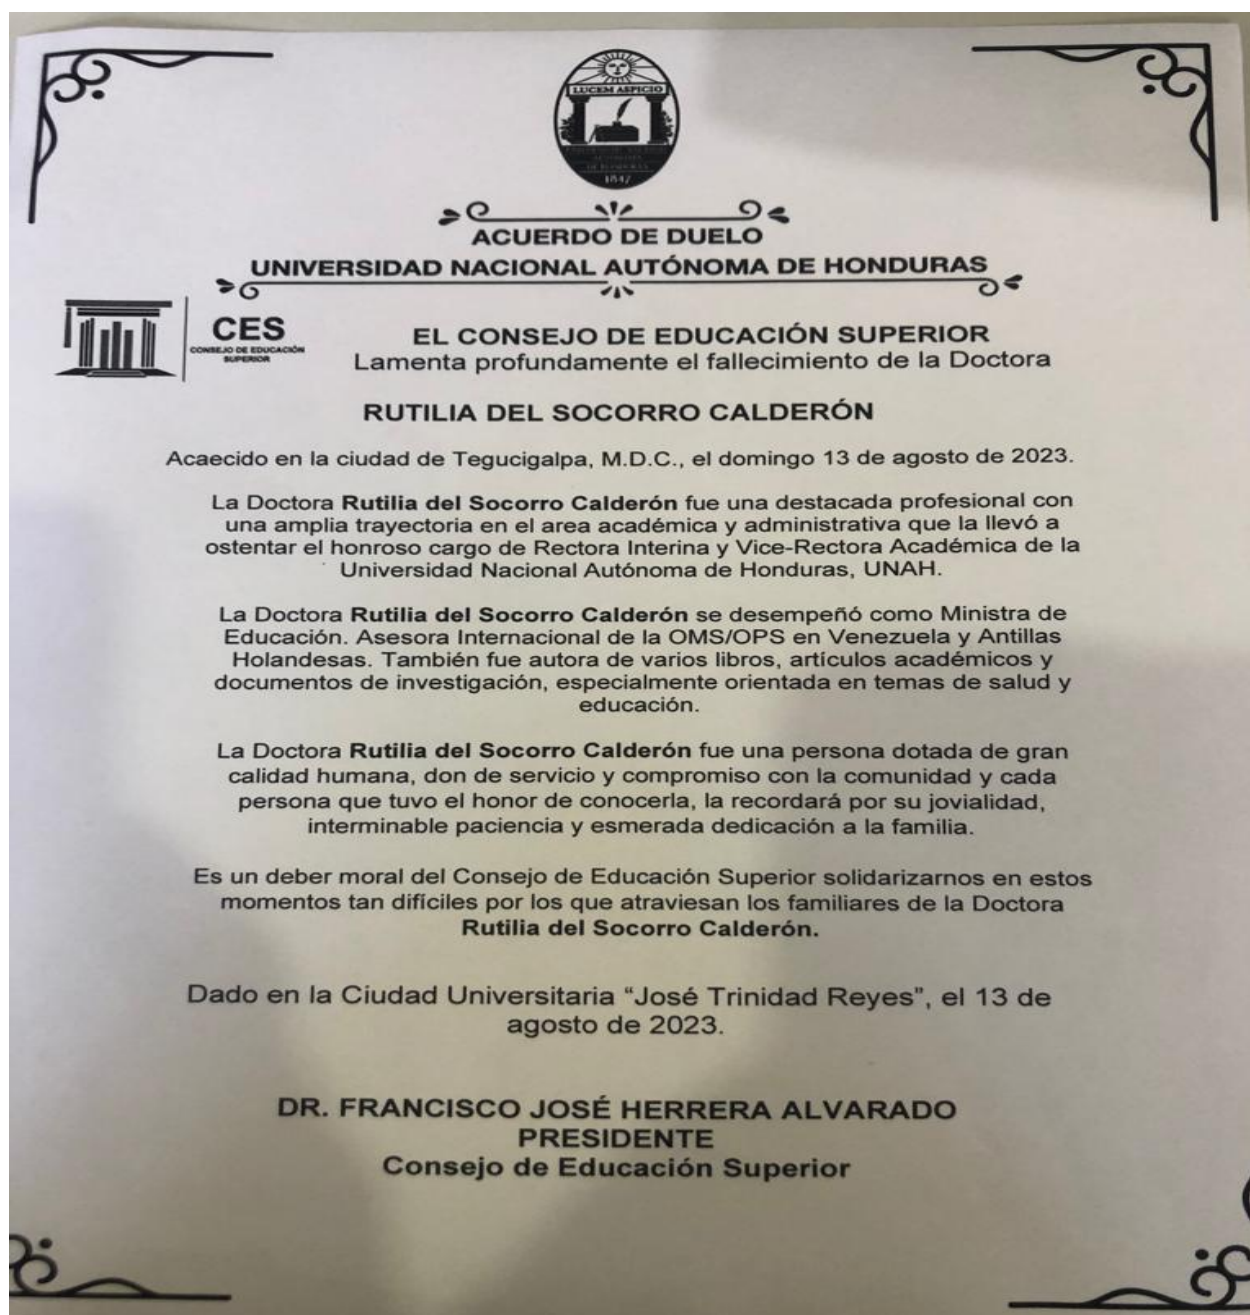 LUCEM ASPICIO
1847
ACUERDO DE DUELO
UNIVERSIDAD NACIONAL AUTÓNOMA DE HONDURAS
CES
CONSEJO DE EDUCACIÓN
SUPERIOR
EL CONSEJO DE EDUCACIÓN SUPERIOR
Lamenta profundamente el fallecimiento de la Doctora
RUTILIA DEL SOCORRO CALDERÓN
Acaecido en la ciudad de Tegucigalpa, M.D.C., el domingo 13 de agosto de 2023.
La Doctora Rutilia del Socorro Calderón fue una destacada profesional con
una amplia trayectoria en el area académica y administrativa que la llevó a
ostentar el honroso cargo de Rectora Interina y Vice-Rectora Académica de la
Universidad Nacional Autónoma de Honduras, UNAH.
La Doctora Rutilia del Socorro Calderón se desempeñó como Ministra de
Educación. Asesora Internacional de la OMS/OPS en Venezuela y Antillas
Holandesas. También fue autora de varios libros, artículos académicos y
documentos de investigación, especialmente orientada en temas de salud y
educación.
La Doctora Rutilia del Socorro Calderón fue una persona dotada de gran
calidad humana, don de servicio y compromiso con la comunidad y cada
persona que tuvo el honor de conocerla, la recordará por su jovialidad,
interminable paciencia y esmerada dedicación a la familia.
Es un deber moral del Consejo de Educación Superior solidarizarnos en estos
momentos tan difíciles por los que atraviesan los familiares de la Doctora
Rutilia del Socorro Calderón.
Dado en la Ciudad Universitaria “José Trinidad Reyes”, el 13 de
agosto de 2023.
DR. FRANCISCO JOSÉ HERRERA ALVARADO
PRESIDENTE
Consejo de Educación Superior